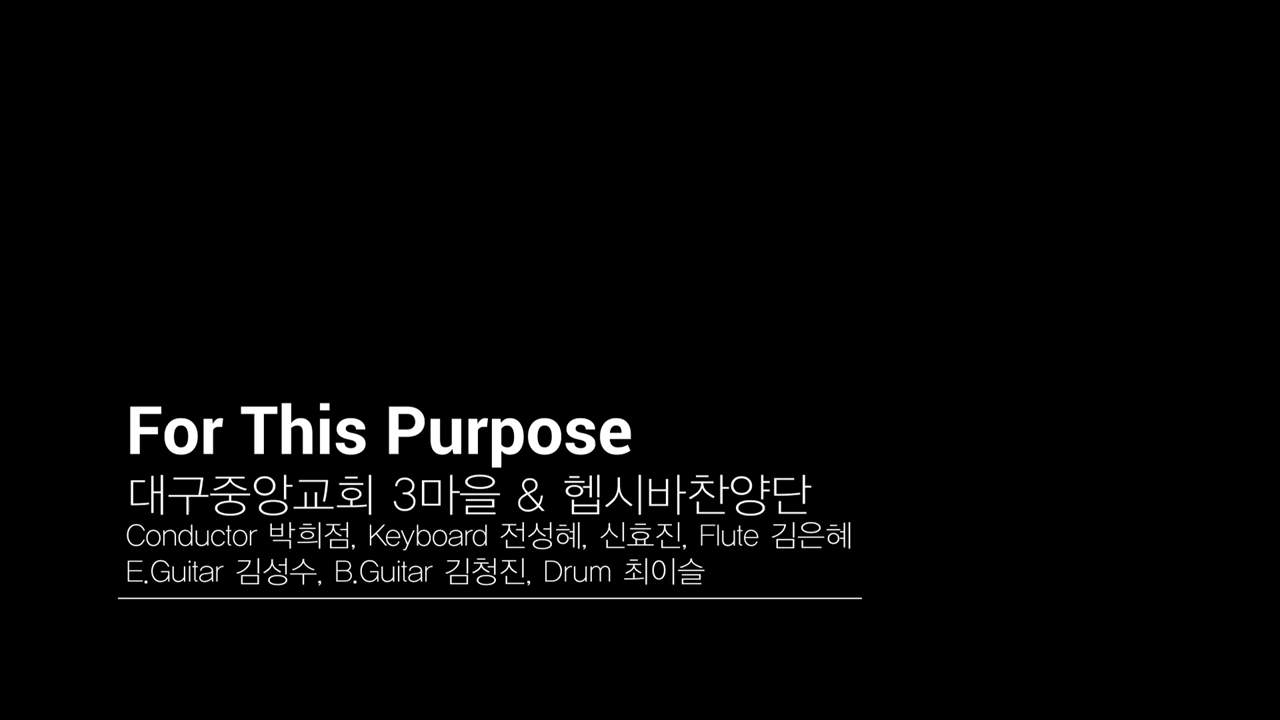 For This Purpose
대구중앙교회 3마을 & 헵시바찬양단
Conductor 박희점, Keyboard 전성혜, 신효진, Flute 김은혜
E.Guitar 김성수, B.Guitar 김청진, Drum 최이슬